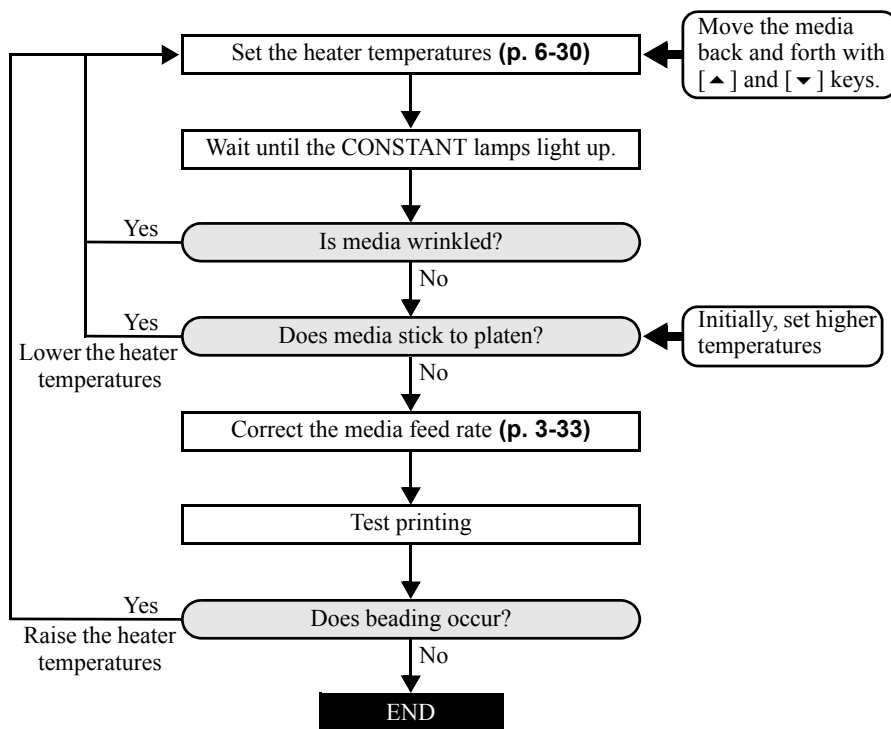 Set the heater temperatures (p. 6-30)
Move the media
back and forth with
[▲] and [▼] keys.
Wait until the CONSTANT lamps light up.
Yes
Is media wrinkled?
No
Yes
Does media stick to platen?
Initially, set higher
temperatures
Lower the heater
temperatures
No
Correct the media feed rate (p. 3-33)
Test printing
Yes
Does beading occur?
Raise the heater
temperatures
No
END